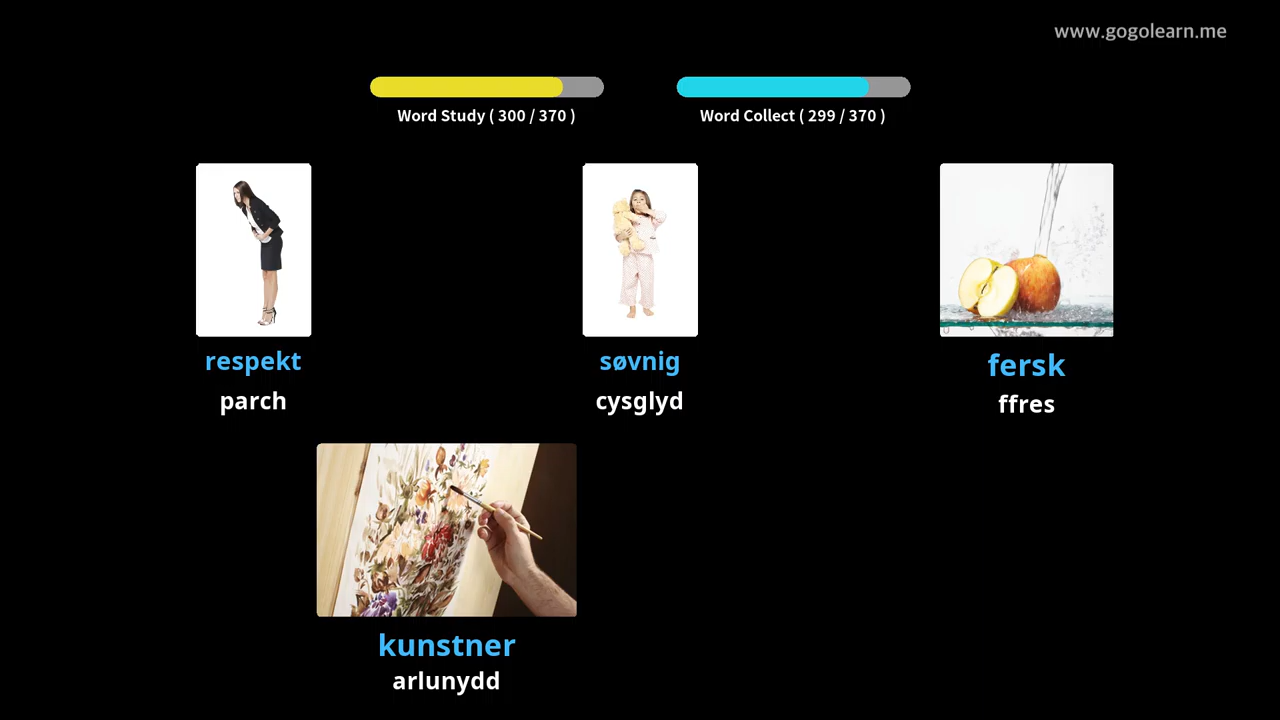 www.gogolearn.me
Word Study ( 300 / 370 )
Word Collect ( 299 / 370 )
respekt
parch
søvnig
cysglyd
fersk
ffres
kunstner
arlunydd